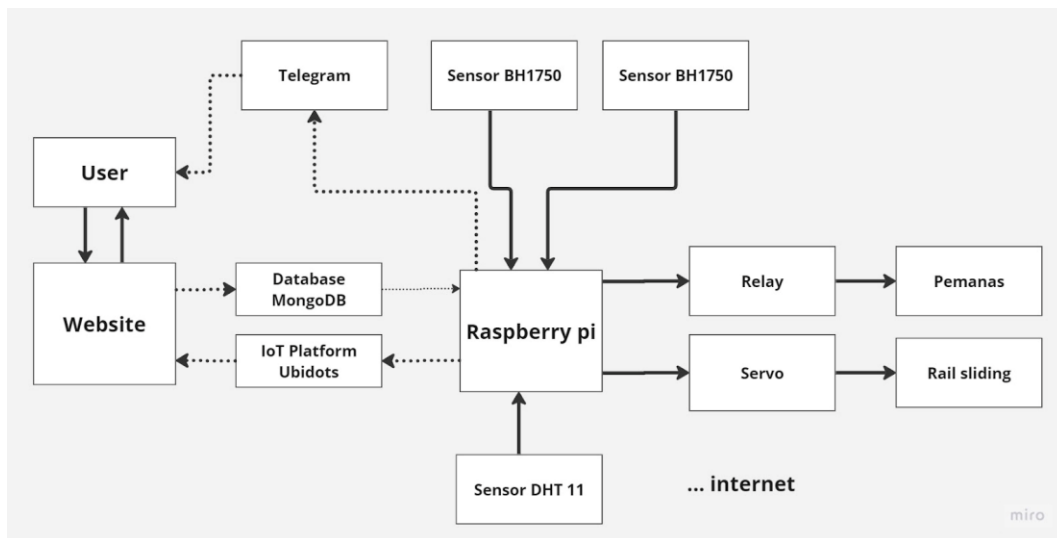 Telegram
Sensor BH1750
Sensor BH1750
User
Website
Database
MongoDB
IoT Platform
Ubidots
Raspberry pi
Relay
Pemanas
Servo
Rail sliding
Sensor DHT 11
... internet
miro